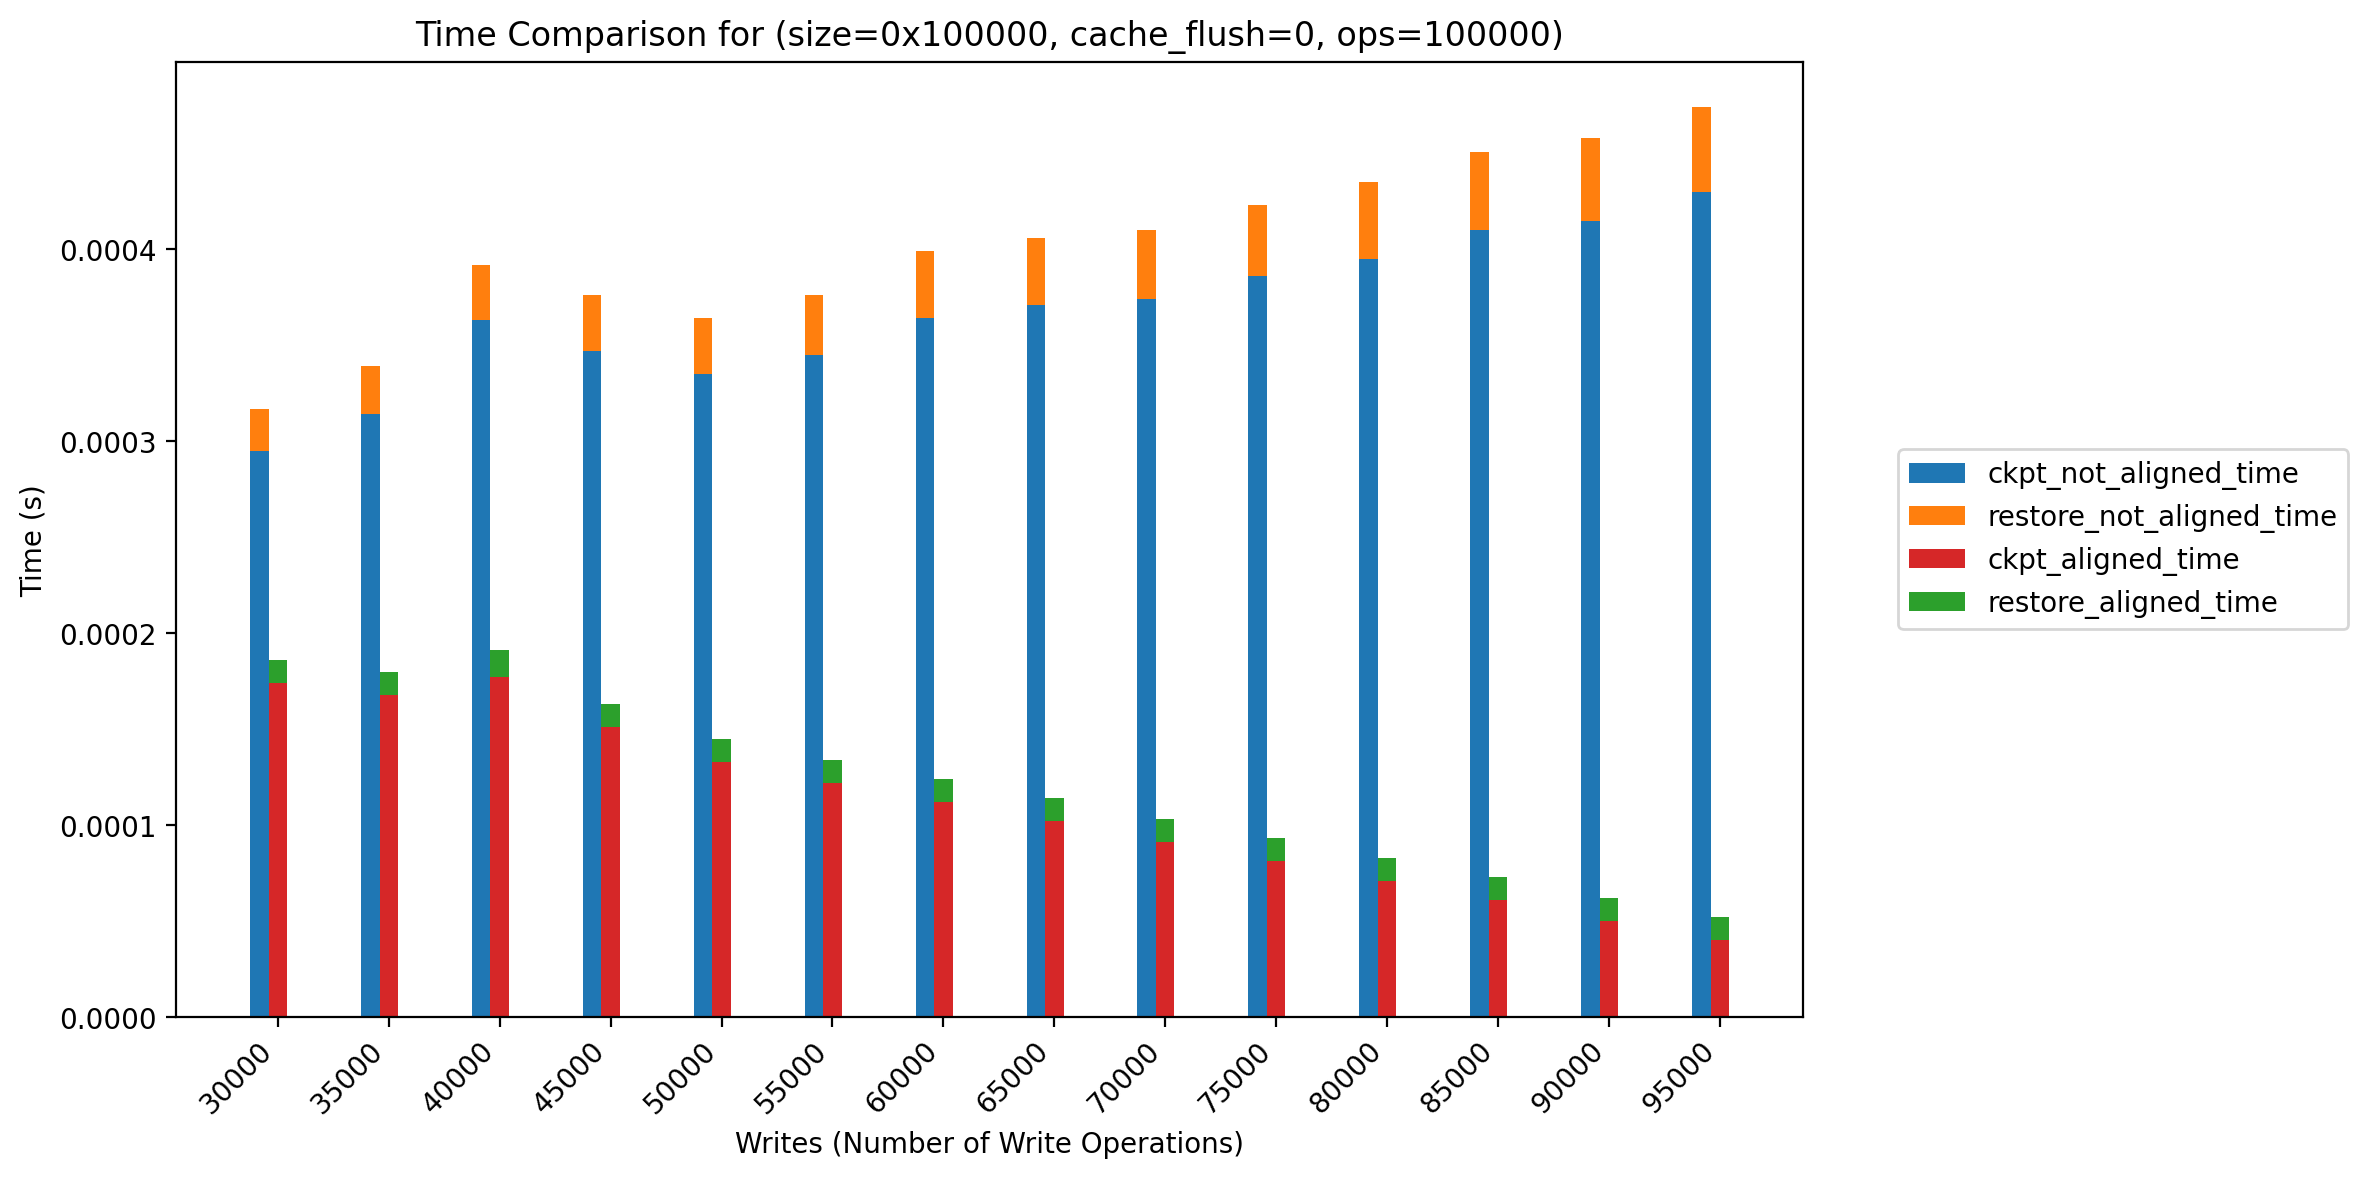 Time Comparison for (size=0x100000, cache_flush=0, ops=100000)
Time (s)
0.0004
0.0003
0.0002
0.0001
0.0000
30000
35000
40000
45000
50000
55000
60000
65000
70000
75000
80000
85000
90000
95000
Writes (Number of Write Operations)
ckpt_not_aligned_time
restore_not_aligned_time
ckpt_aligned_time
restore_aligned_time